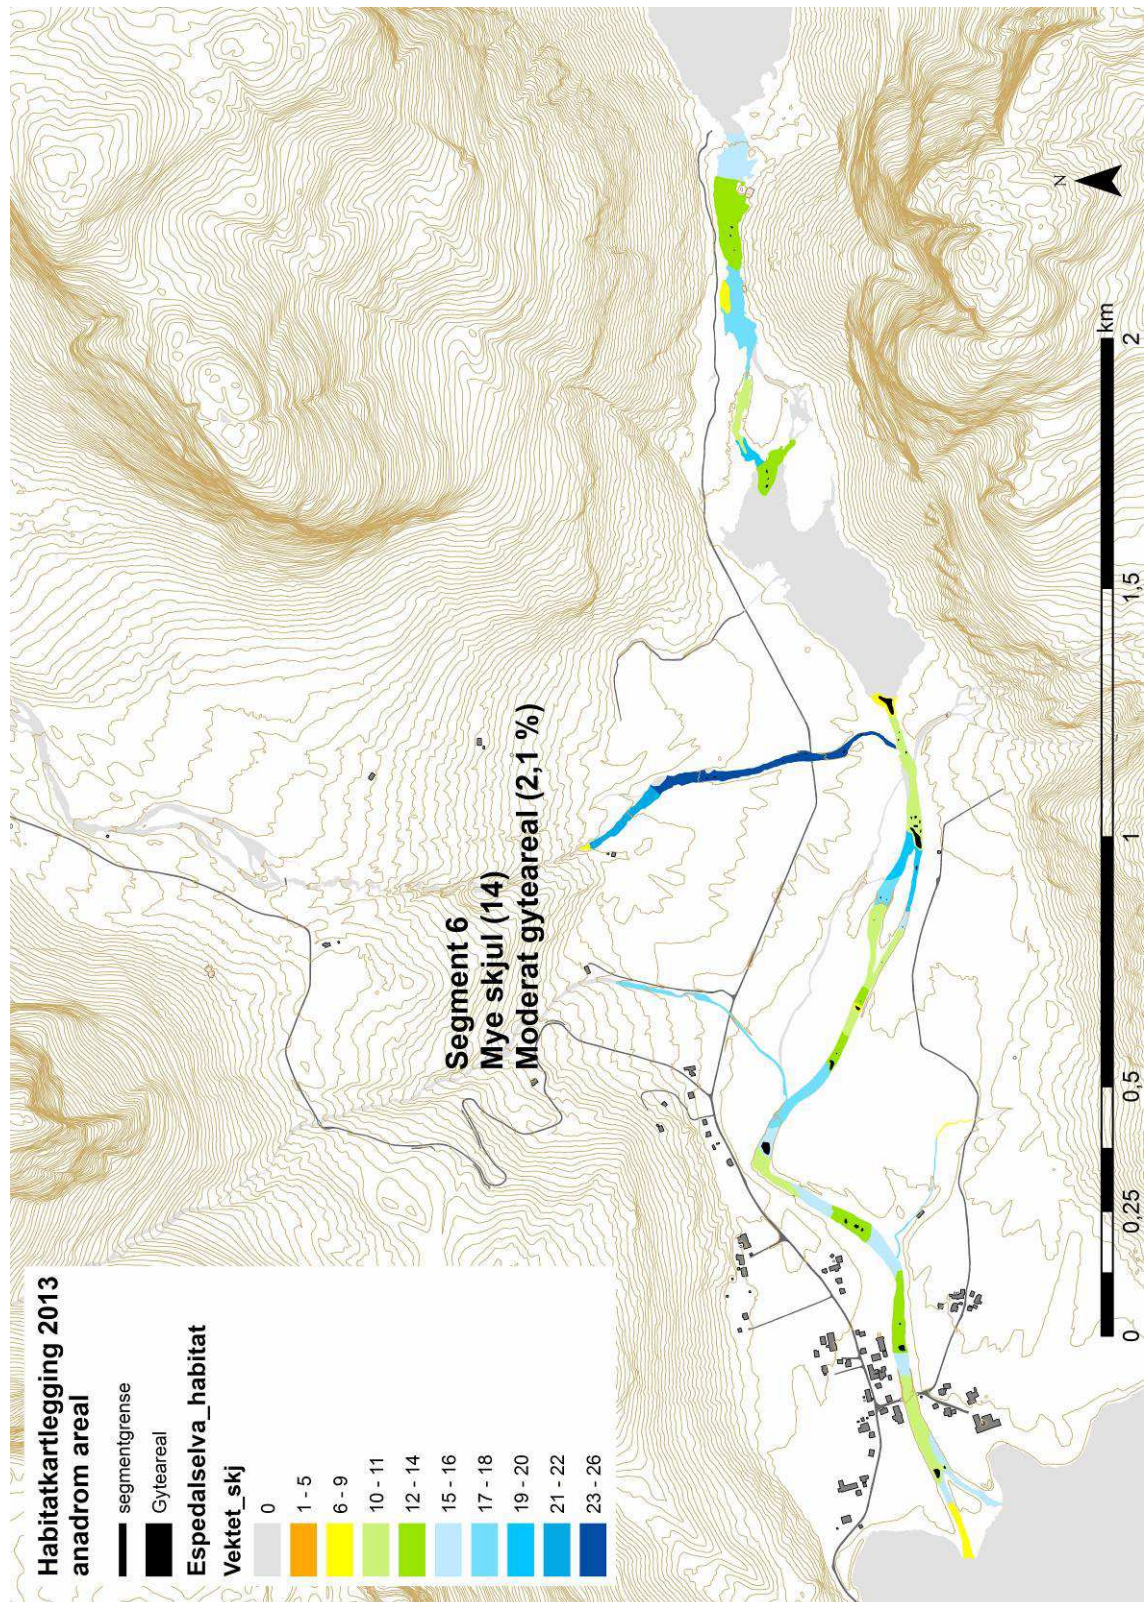 Habitatkartlegging 2013
anadrom areal
segmentgrense
Gyteareal
Espedalselva_habitat
Vektet_skj
0
1 - 5
6 - 9
10 - 11
12 - 14
15 - 16
17 - 18
19 - 20
21 - 22
23 - 26
Segment 6
Mye skjul (14)
Moderat gyteareal (2,1 %)
N
km
0
0,25
0,5
1
1,5
2